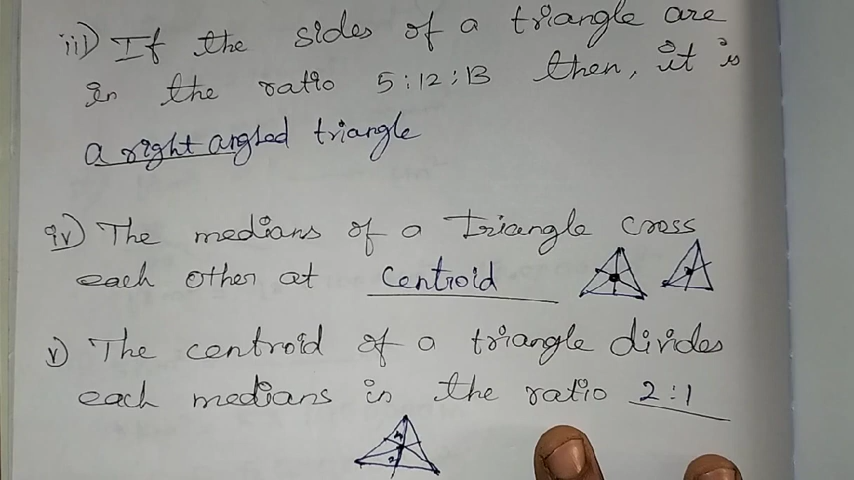 iii) If the sides of a triangle are
in the ratio 5:12:13 then, it is
a right angled triangle
iv) The medians of a triangle cross
each other at centroid
v) The centroid of a triangle divides
each medians in the ratio 2:1